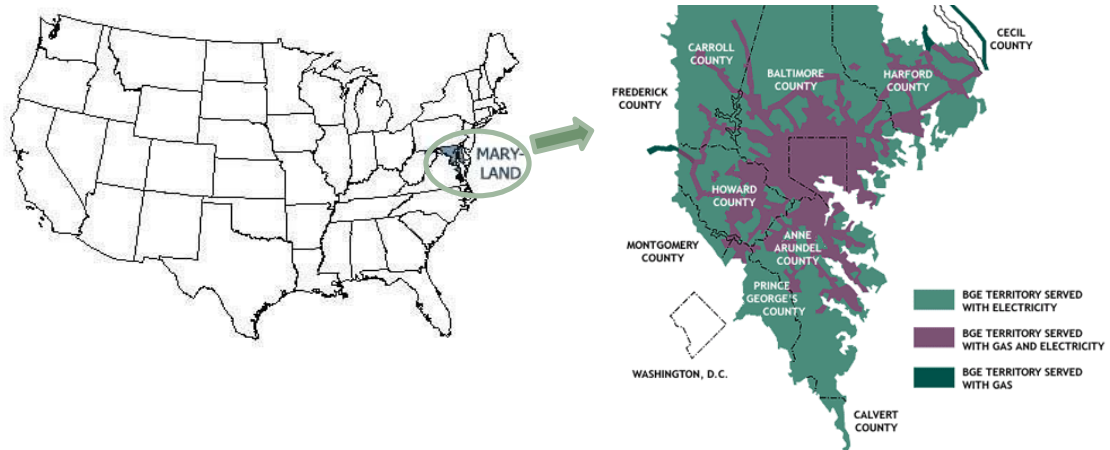 MARY-
LAND
CECIL
COUNTY
CARROLL
COUNTY
BALTIMORE
COUNTY
HARFORD
COUNTY
FREDERICK
COUNTY
HOWARD
COUNTY
MONTGOMERY
COUNTY
ANNE
ARUNDEL
COUNTY
PRINCE
GEORGE'S
COUNTY
WASHINGTON, D.C.
CALVERT
COUNTY
BGE TERRITORY SERVED
WITH ELECTRICITY
BGE TERRITORY SERVED
WITH GAS AND ELECTRICITY
BGE TERRITORY SERVED
WITH GAS